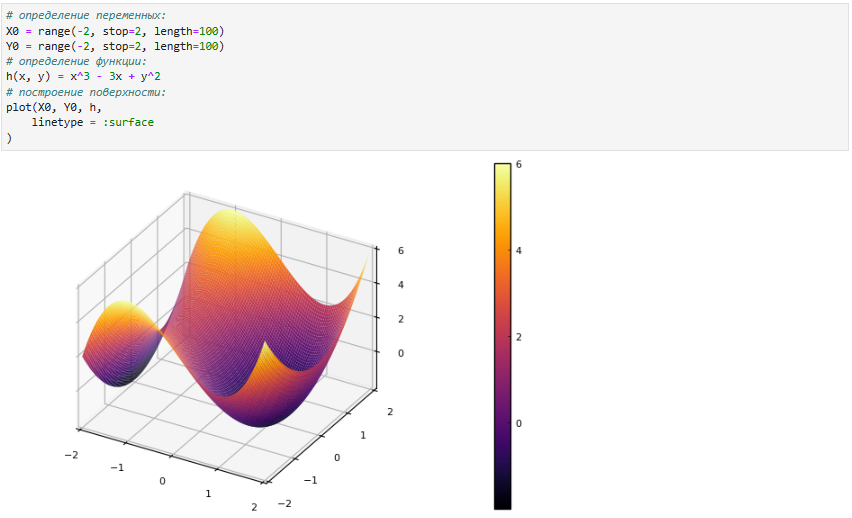 # определение переменных:
X0 = range(-2, stop=2, length=100)
Y0 = range(-2, stop=2, length=100)
# определение функции:
h(x, y) = x^3 - 3x + y^2
# построение поверхности:
plot(X0, Y0, h,
    linetype = :surface
)
6
4
2
0
−2
−1
0
1
2
−2
−1
0
1
2
6
4
2
0